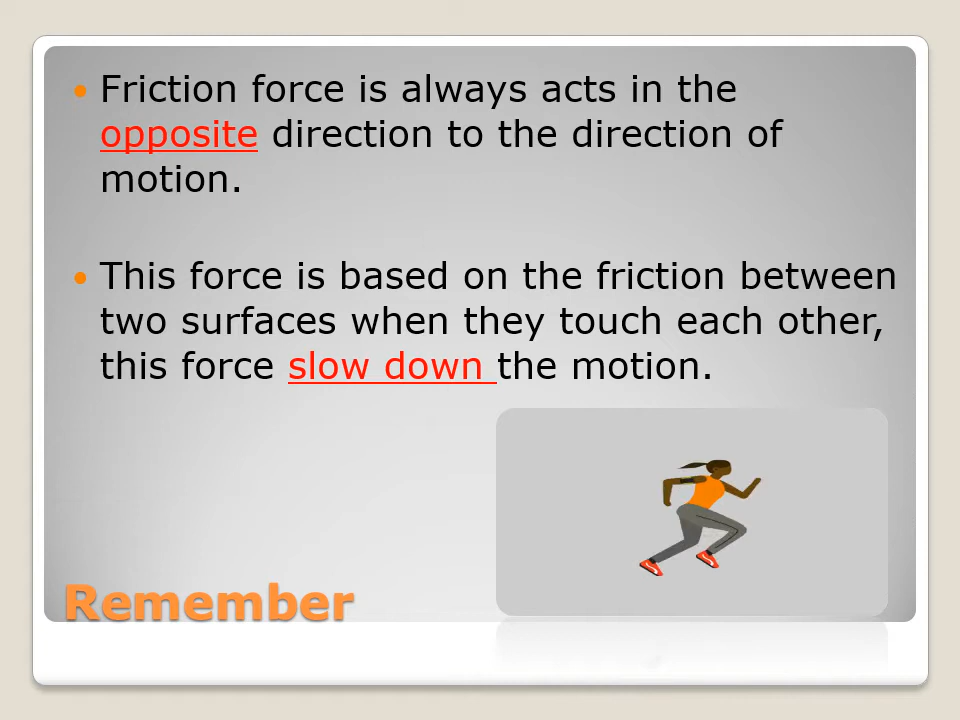 Friction force is always acts in the
opposite direction to the direction of
motion.
This force is based on the friction between
two surfaces when they touch each other,
this force slow down the motion.
Remember